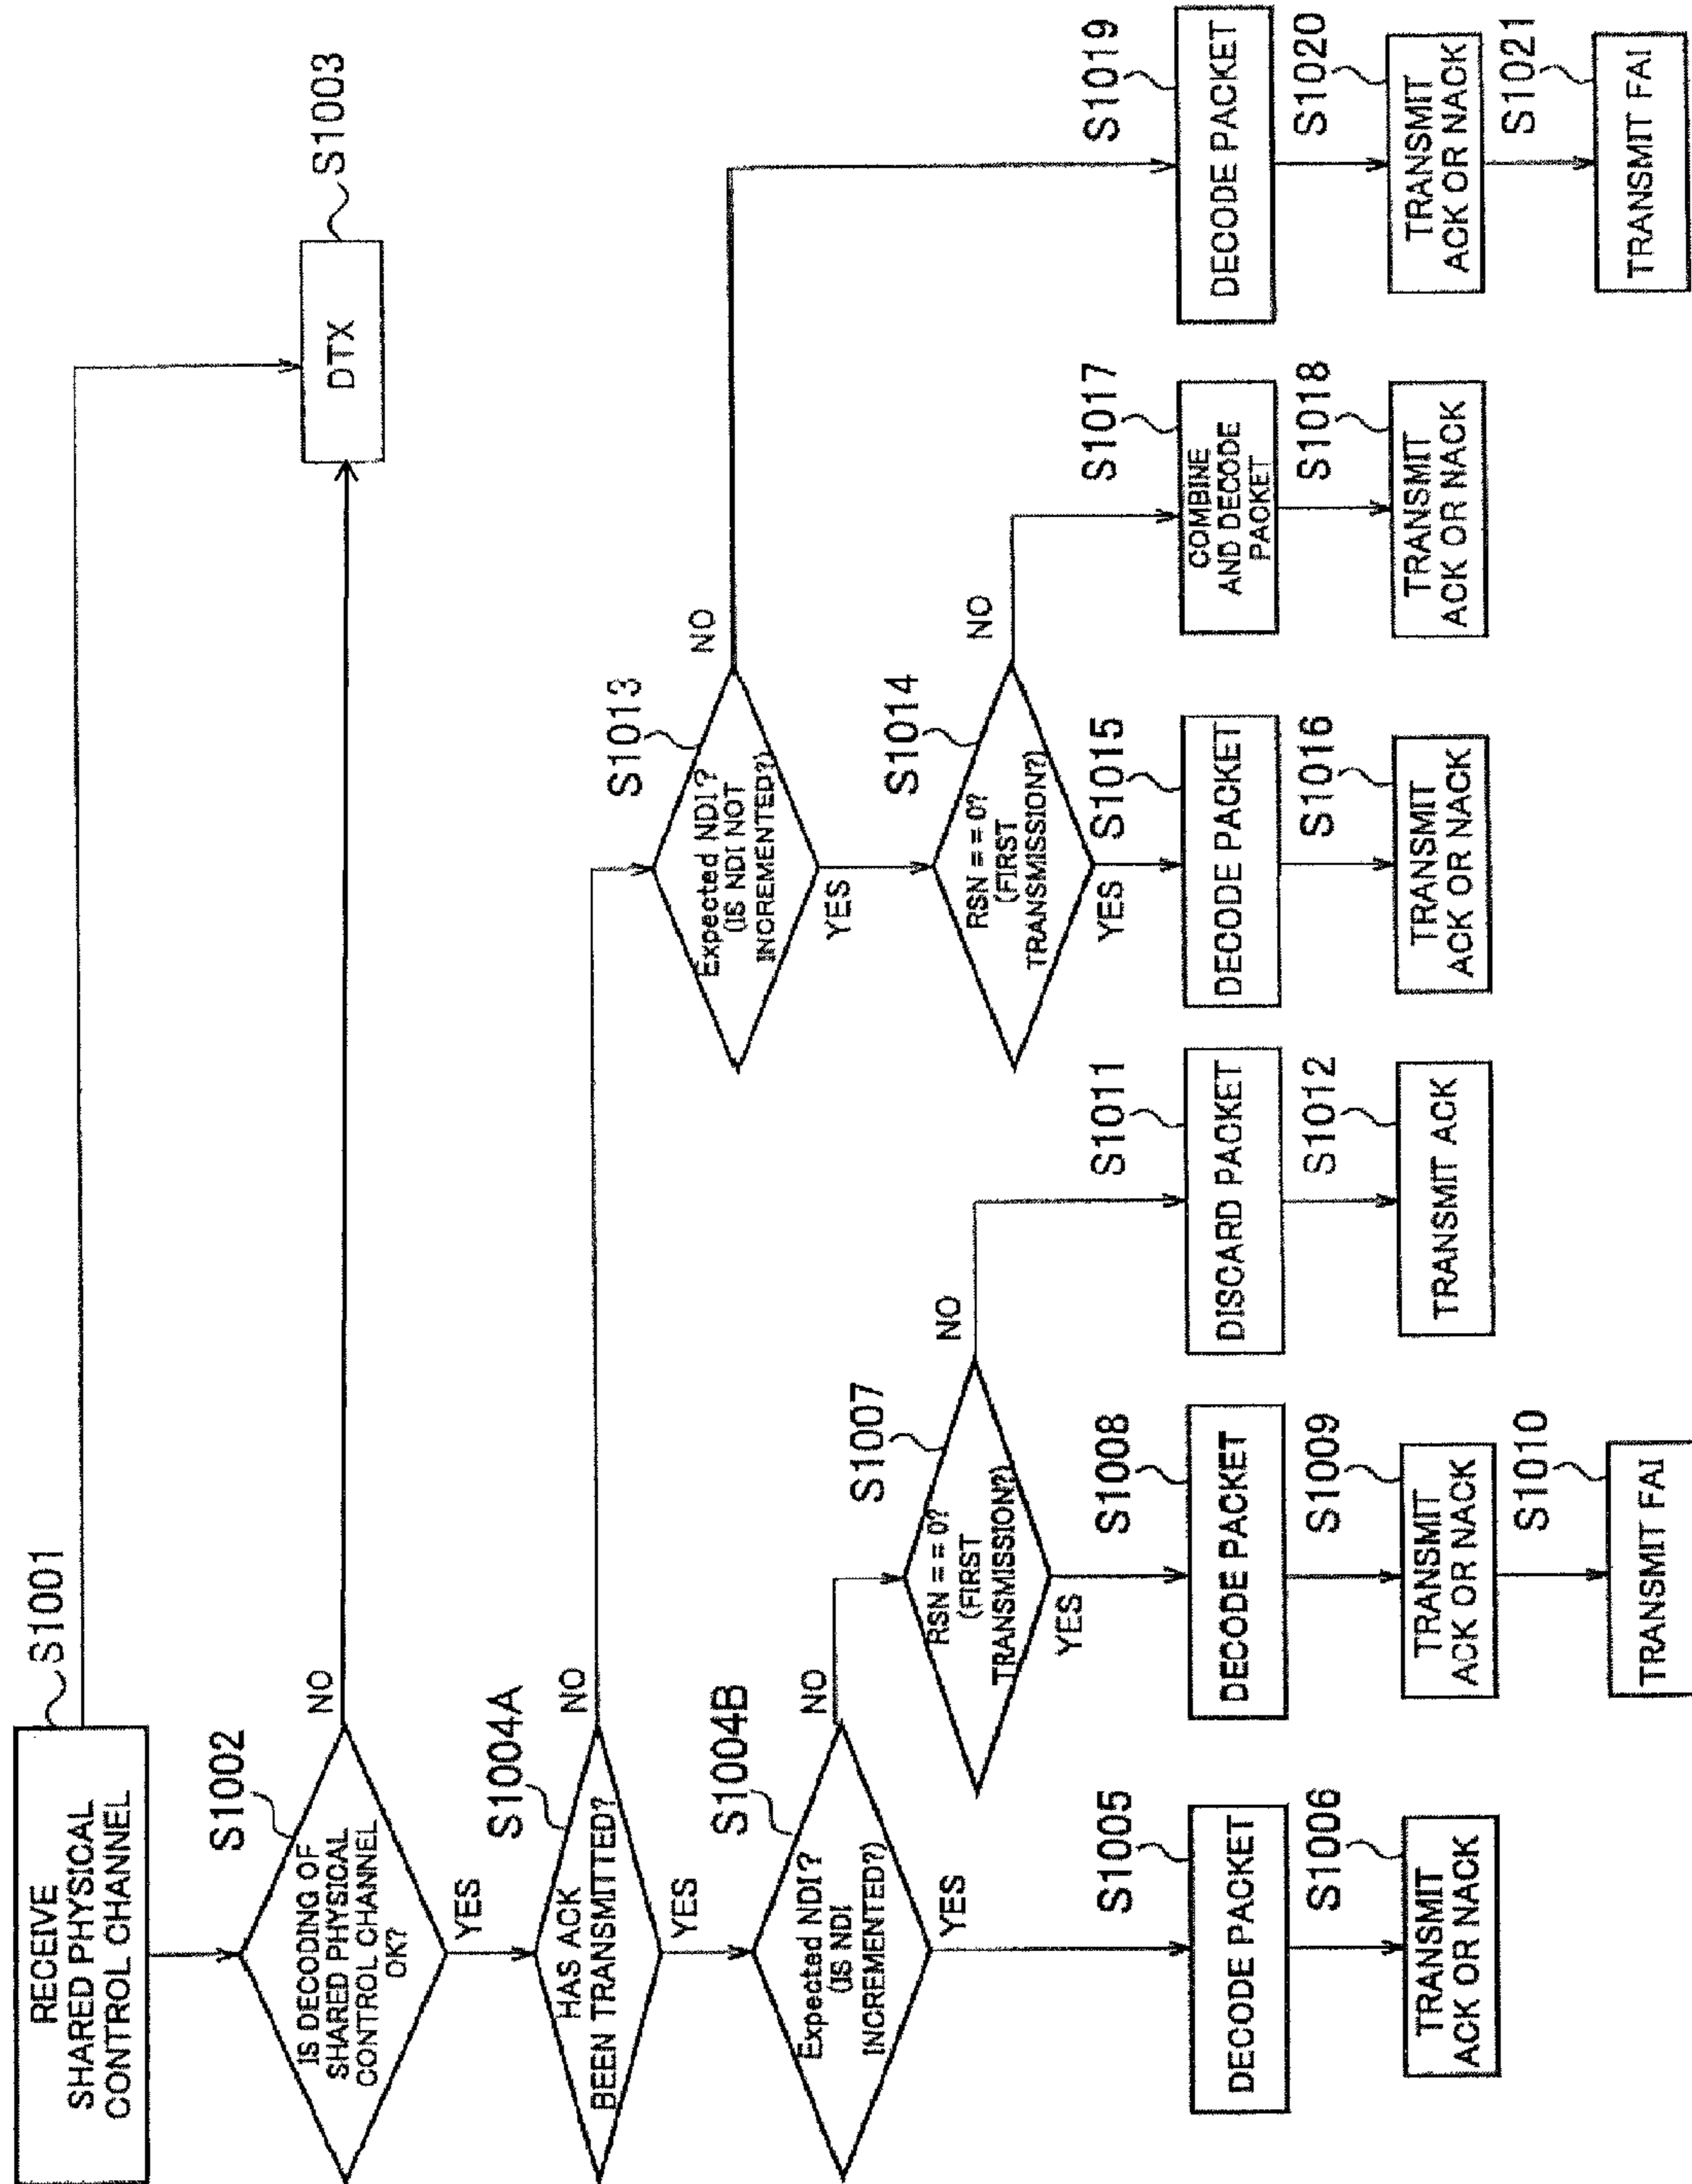 RECEIVE
SHARED PHYSICAL
CONTROL CHANNEL
S1001
IS DECODING OF
SHARED PHYSICAL
CONTROL CHANNEL
OK?
S1002
NO
YES
DTX
S1003
HAS ACK
BEEN TRANSMITTED?
S1004A
NO
YES
Expected NDI?
(IS NDI
INCREMENTED?)
S1004B
NO
YES
DECODE PACKET
S1005
TRANSMIT
ACK OR NACK
S1006
RSN = = 0?
(FIRST
TRANSMISSION?)
S1007
NO
YES
DECODE PACKET
S1008
TRANSMIT
ACK OR NACK
S1009
TRANSMIT FAI
S1010
DISCARD PACKET
S1011
TRANSMIT ACK
S1012
Expected NDI?
(IS NDI NOT
INCREMENTED?)
S1013
NO
YES
RSN = = 0?
(FIRST
TRANSMISSION?)
S1014
NO
YES
DECODE PACKET
S1015
TRANSMIT
ACK OR NACK
S1016
COMBINE
AND DECODE
PACKET
S1017
TRANSMIT
ACK OR NACK
S1018
DECODE PACKET
S1019
TRANSMIT
ACK OR NACK
S1020
TRANSMIT FAI
S1021